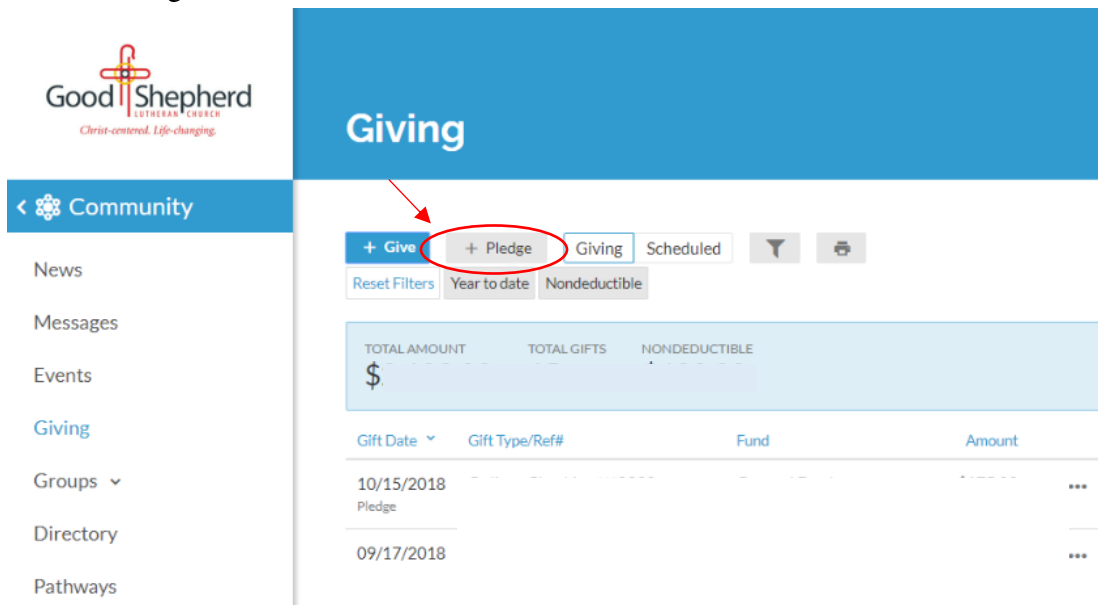 Good Shepherd
LUTHERAN CHURCH
Christ-centered. Life-changing.
Giving
Community
News
Messages
Events
Giving
Groups
Directory
Pathways
+ Give + Pledge Giving Scheduled
Reset Filters Year to date Nondeductible
TOTAL AMOUNT TOTAL GIFTS NONDEDUCTIBLE
$
Gift Date Gift Type/Ref# Fund Amount
10/15/2018
Pledge
09/17/2018